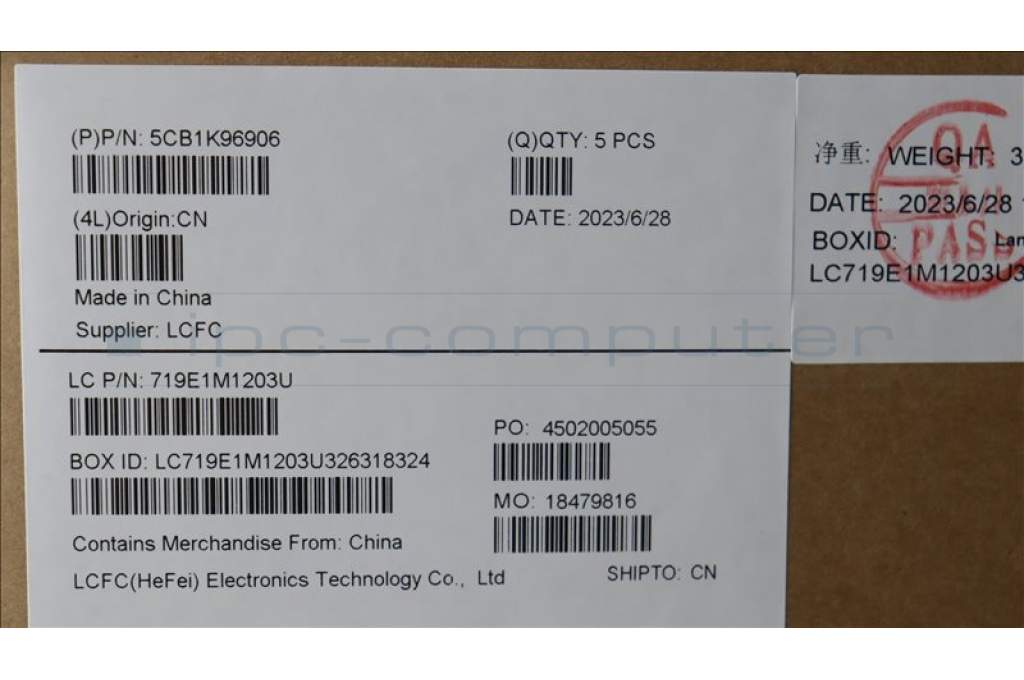 (P)P/N: 5CB1K96906
(Q)QTY: 5 PCS
(4L)Origin:CN
DATE: 2023/6/28
Made in China
Supplier: LCFC
LC P/N: 719E1M1203U
PO: 4502005055
BOX ID: LC719E1M1203U326318324
MO: 18479816
Contains Merchandise From: China
LCFC(HeFei) Electronics Technology Co., Ltd
SHIPTO: CN
净重: WEIGHT: 3
DATE: 2023/6/28
BOXID: Lan
LC719E1M1203U3
QA
PASS
ipc-computer